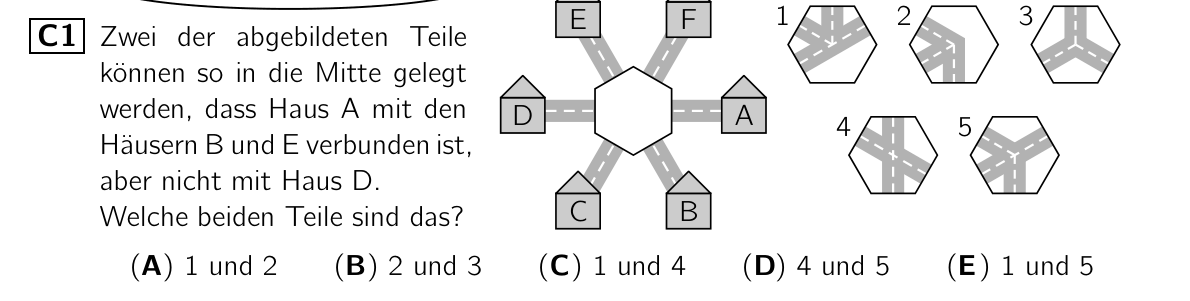 C1 Zwei der abgebildeten Teile
können so in die Mitte gelegt
werden, dass Haus A mit den
Häusern B und E verbunden ist,
aber nicht mit Haus D.
Welche beiden Teile sind das?
E F
D A
C B
1 2 3
4 5
(A) 1 und 2 (B) 2 und 3 (C) 1 und 4 (D) 4 und 5 (E) 1 und 5